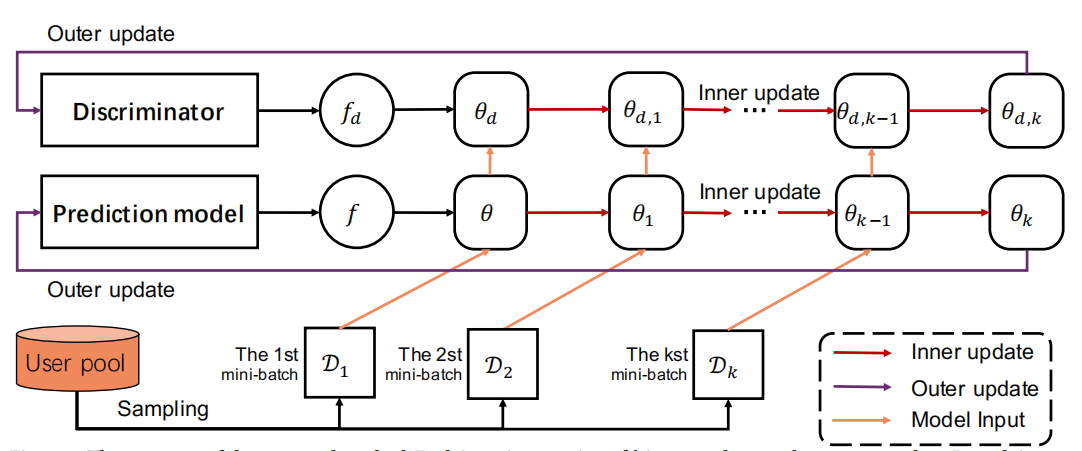 Outer update
Discriminator
f_d
θ_d
θ_{d,1}
Inner update
...
θ_{d,k−1}
θ_{d,k}
Prediction model
f
θ
θ_1
Inner update
...
θ_{k−1}
θ_k
Outer update
User pool
Sampling
The 1st
mini-batch
𝒟_1
The 2st
mini-batch
𝒟_2
The kst
mini-batch
𝒟_k
Inner update
Outer update
Model Input